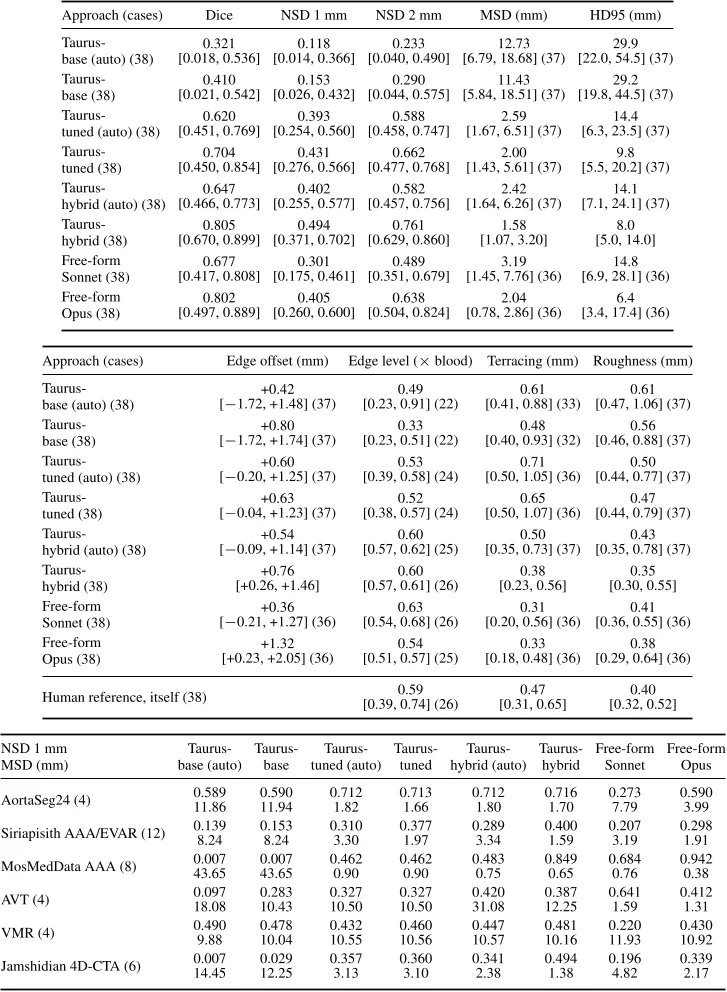 Approach (cases) Dice NSD 1 mm NSD 2 mm MSD (mm) HD95 (mm)
Taurus- 0.321 0.118 0.233 12.73 29.9
base (auto) (38) [0.018, 0.536] [0.014, 0.366] [0.040, 0.490] [6.79, 18.68] (37) [22.0, 54.5] (37)
Taurus- 0.410 0.153 0.290 11.43 29.2
base (38) [0.021, 0.542] [0.026, 0.432] [0.044, 0.575] [5.84, 18.51] (37) [19.8, 44.5] (37)
Taurus- 0.620 0.393 0.588 2.59 14.4
tuned (auto) (38) [0.451, 0.769] [0.254, 0.560] [0.458, 0.747] [1.67, 6.51] (37) [6.3, 23.5] (37)
Taurus- 0.704 0.431 0.662 2.00 9.8
tuned (38) [0.450, 0.854] [0.276, 0.566] [0.477, 0.768] [1.43, 5.61] (37) [5.5, 20.2] (37)
Taurus- 0.647 0.402 0.582 2.42 14.1
hybrid (auto) (38) [0.466, 0.773] [0.255, 0.577] [0.457, 0.756] [1.64, 6.26] (37) [7.1, 24.1] (37)
Taurus- 0.805 0.494 0.761 1.58 8.0
hybrid (38) [0.670, 0.899] [0.371, 0.702] [0.629, 0.860] [1.07, 3.20] [5.0, 14.0]
Free-form 0.677 0.301 0.489 3.19 14.8
Sonnet (38) [0.417, 0.808] [0.175, 0.461] [0.351, 0.679] [1.45, 7.76] (36) [6.9, 28.1] (36)
Free-form 0.802 0.405 0.638 2.04 6.4
Opus (38) [0.497, 0.889] [0.260, 0.600] [0.504, 0.824] [0.78, 2.86] (36) [3.4, 17.4] (36)
Approach (cases) Edge offset (mm) Edge level (× blood) Terracing (mm) Roughness (mm)
Taurus- +0.42 0.49 0.61 0.61
base (auto) (38) [−1.72, +1.48] (37) [0.23, 0.91] (22) [0.41, 0.88] (33) [0.47, 1.06] (37)
Taurus- +0.80 0.33 0.48 0.56
base (38) [−1.72, +1.74] (37) [0.23, 0.51] (22) [0.40, 0.93] (32) [0.46, 0.88] (37)
Taurus- +0.60 0.53 0.71 0.50
tuned (auto) (38) [−0.20, +1.25] (37) [0.39, 0.58] (24) [0.50, 1.05] (36) [0.44, 0.77] (37)
Taurus- +0.63 0.52 0.65 0.47
tuned (38) [−0.04, +1.23] (37) [0.38, 0.57] (24) [0.50, 1.07] (36) [0.44, 0.79] (37)
Taurus- +0.54 0.60 0.50 0.43
hybrid (auto) (38) [−0.09, +1.14] (37) [0.57, 0.62] (25) [0.35, 0.73] (37) [0.35, 0.78] (37)
Taurus- +0.76 0.60 0.38 0.35
hybrid (38) [+0.26, +1.46] [0.57, 0.61] (26) [0.23, 0.56] [0.30, 0.55]
Free-form +0.36 0.63 0.31 0.41
Sonnet (38) [−0.21, +1.27] (36) [0.54, 0.68] (26) [0.20, 0.56] (36) [0.36, 0.55] (36)
Free-form +1.32 0.54 0.33 0.38
Opus (38) [+0.23, +2.05] (36) [0.51, 0.57] (25) [0.18, 0.48] (36) [0.29, 0.64] (36)
Human reference, itself (38) 0.59 0.47 0.40
[0.39, 0.74] (26) [0.31, 0.65] [0.32, 0.52]
NSD 1 mm Taurus- Taurus- Taurus- Taurus- Taurus- Taurus- Free-form Free-form
MSD (mm) base (auto) base tuned (auto) tuned hybrid (auto) hybrid Sonnet Opus
AortaSeg24 (4) 0.589 0.590 0.712 0.713 0.712 0.716 0.273 0.590
11.86 11.94 1.82 1.66 1.80 1.70 7.79 3.99
Siriapisith AAA/EVAR (12) 0.139 0.153 0.310 0.377 0.289 0.400 0.207 0.298
8.24 8.24 3.30 1.97 3.34 1.59 3.19 1.91
MosMedData AAA (8) 0.007 0.007 0.462 0.462 0.483 0.849 0.684 0.942
43.65 43.65 0.90 0.90 0.75 0.65 0.76 0.38
AVT (4) 0.097 0.283 0.327 0.327 0.420 0.387 0.641 0.412
18.08 10.43 10.50 10.50 31.08 12.25 1.59 1.31
VMR (4) 0.490 0.478 0.432 0.460 0.447 0.481 0.220 0.430
9.88 10.04 10.55 10.56 10.57 10.16 11.93 10.92
Jamshidian 4D-CTA (6) 0.007 0.029 0.357 0.360 0.341 0.494 0.196 0.339
14.45 12.25 3.13 3.10 2.38 1.38 4.82 2.17